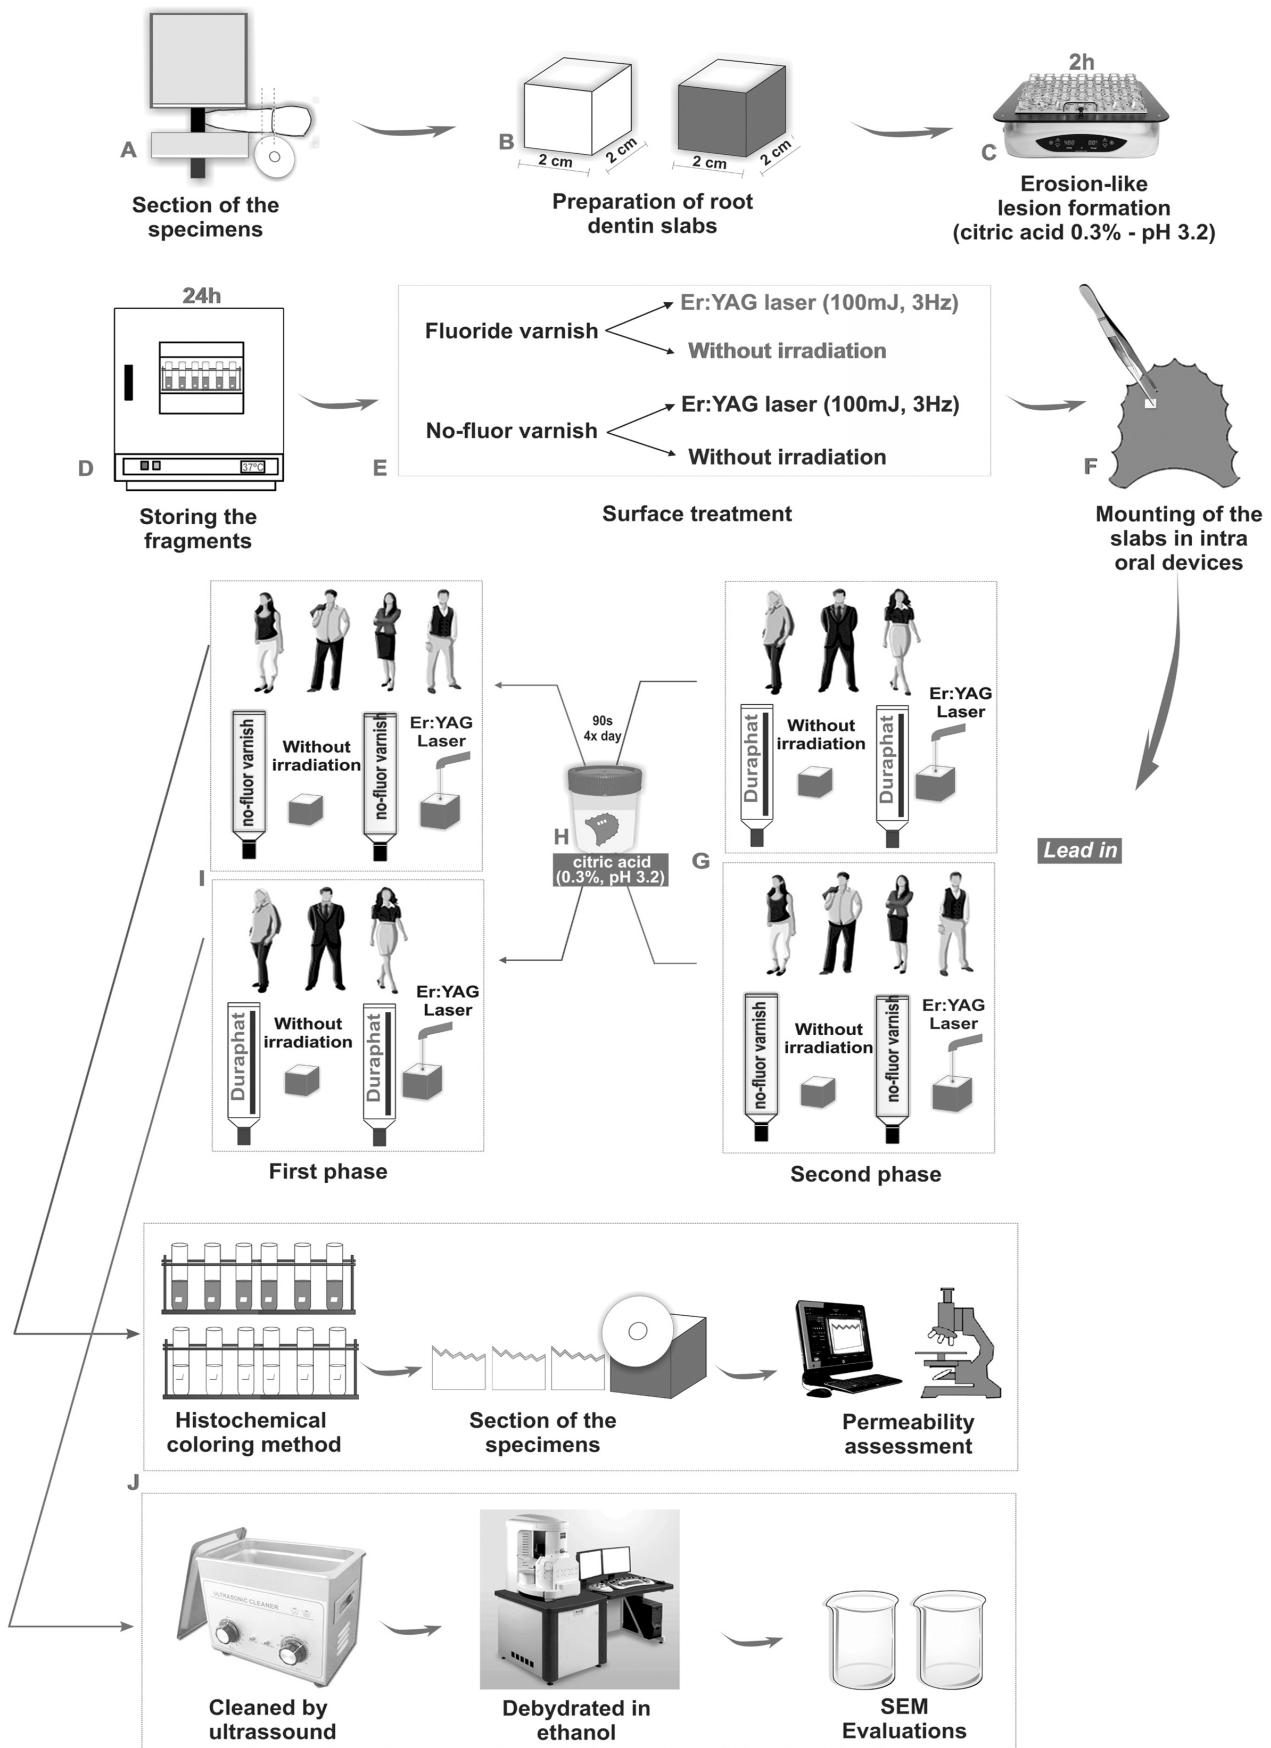 A
Section of the
specimens
B
2 cm
2 cm
2 cm
2 cm
Preparation of root
dentin slabs
2h
C
Erosion-like
lesion formation
(citric acid 0.3% - pH 3.2)
24h
37ºC
D
Storing the
fragments
Fluoride varnish
Er:YAG laser (100mJ, 3Hz)
Without irradiation
No-fluor varnish
Er:YAG laser (100mJ, 3Hz)
Without irradiation
E
Surface treatment
F
Mounting of the
slabs in intra
oral devices
no-fluor varnish
Without
irradiation
no-fluor varnish
Er:YAG
Laser
90s
4x day
H
citric acid
(0.3%, pH 3.2)
Duraphat
Without
irradiation
Duraphat
Er:YAG
Laser
G
Lead in
I
Duraphat
Without
irradiation
Duraphat
Er:YAG
Laser
First phase
no-fluor varnish
Without
irradiation
no-fluor varnish
Er:YAG
Laser
Second phase
Histochemical
coloring method
Section of the
specimens
Permeability
assessment
J
ULTRASONIC CLEANER
Cleaned by
ultrassound
Debydrated in
ethanol
SEM
Evaluations